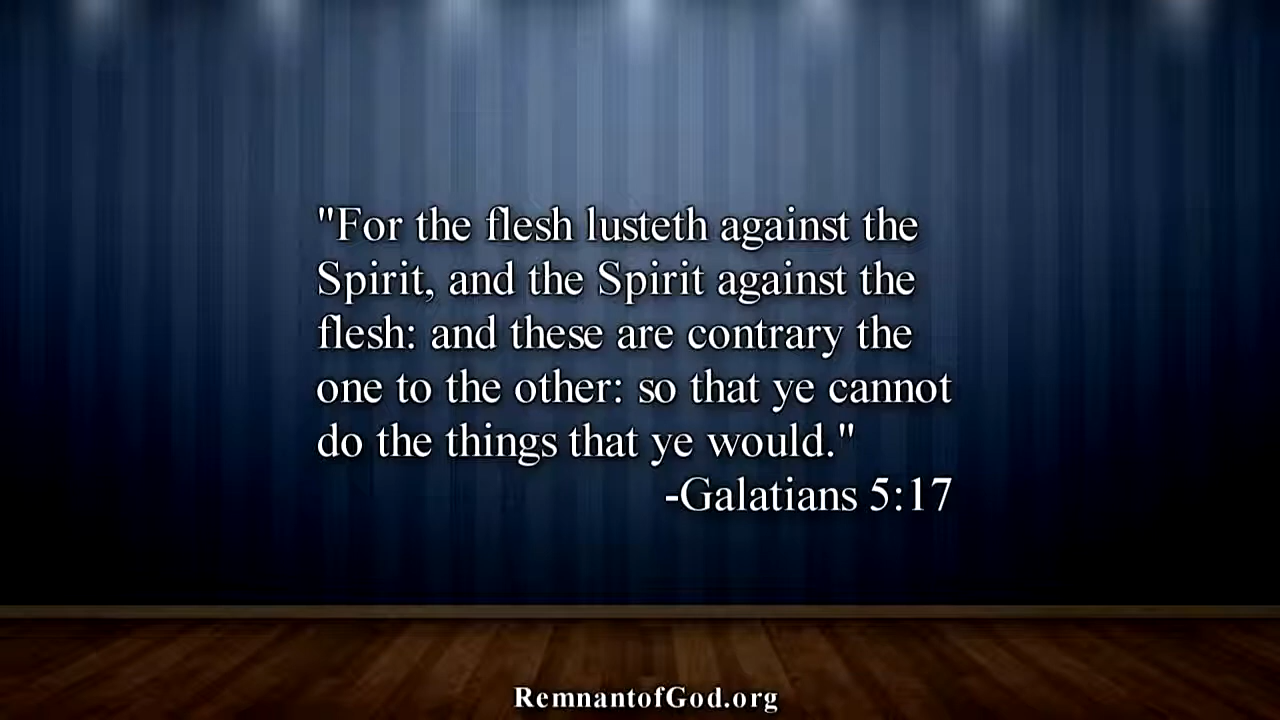 "For the flesh lusteth against the
Spirit, and the Spirit against the
flesh: and these are contrary the
one to the other: so that ye cannot
do the things that ye would."
-Galatians 5:17
RemnantofGod.org